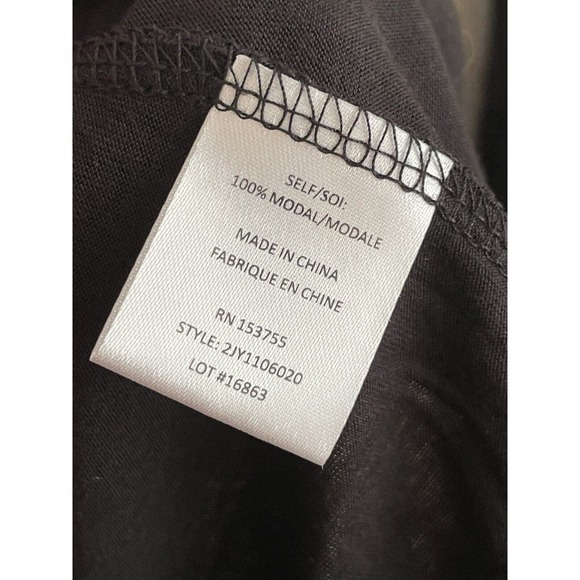 SELF/SOI:
100% MODAL/MODALE
MADE IN CHINA
FABRIQUE EN CHINE
RN 153755
STYLE: 2JY1106020
LOT #16863